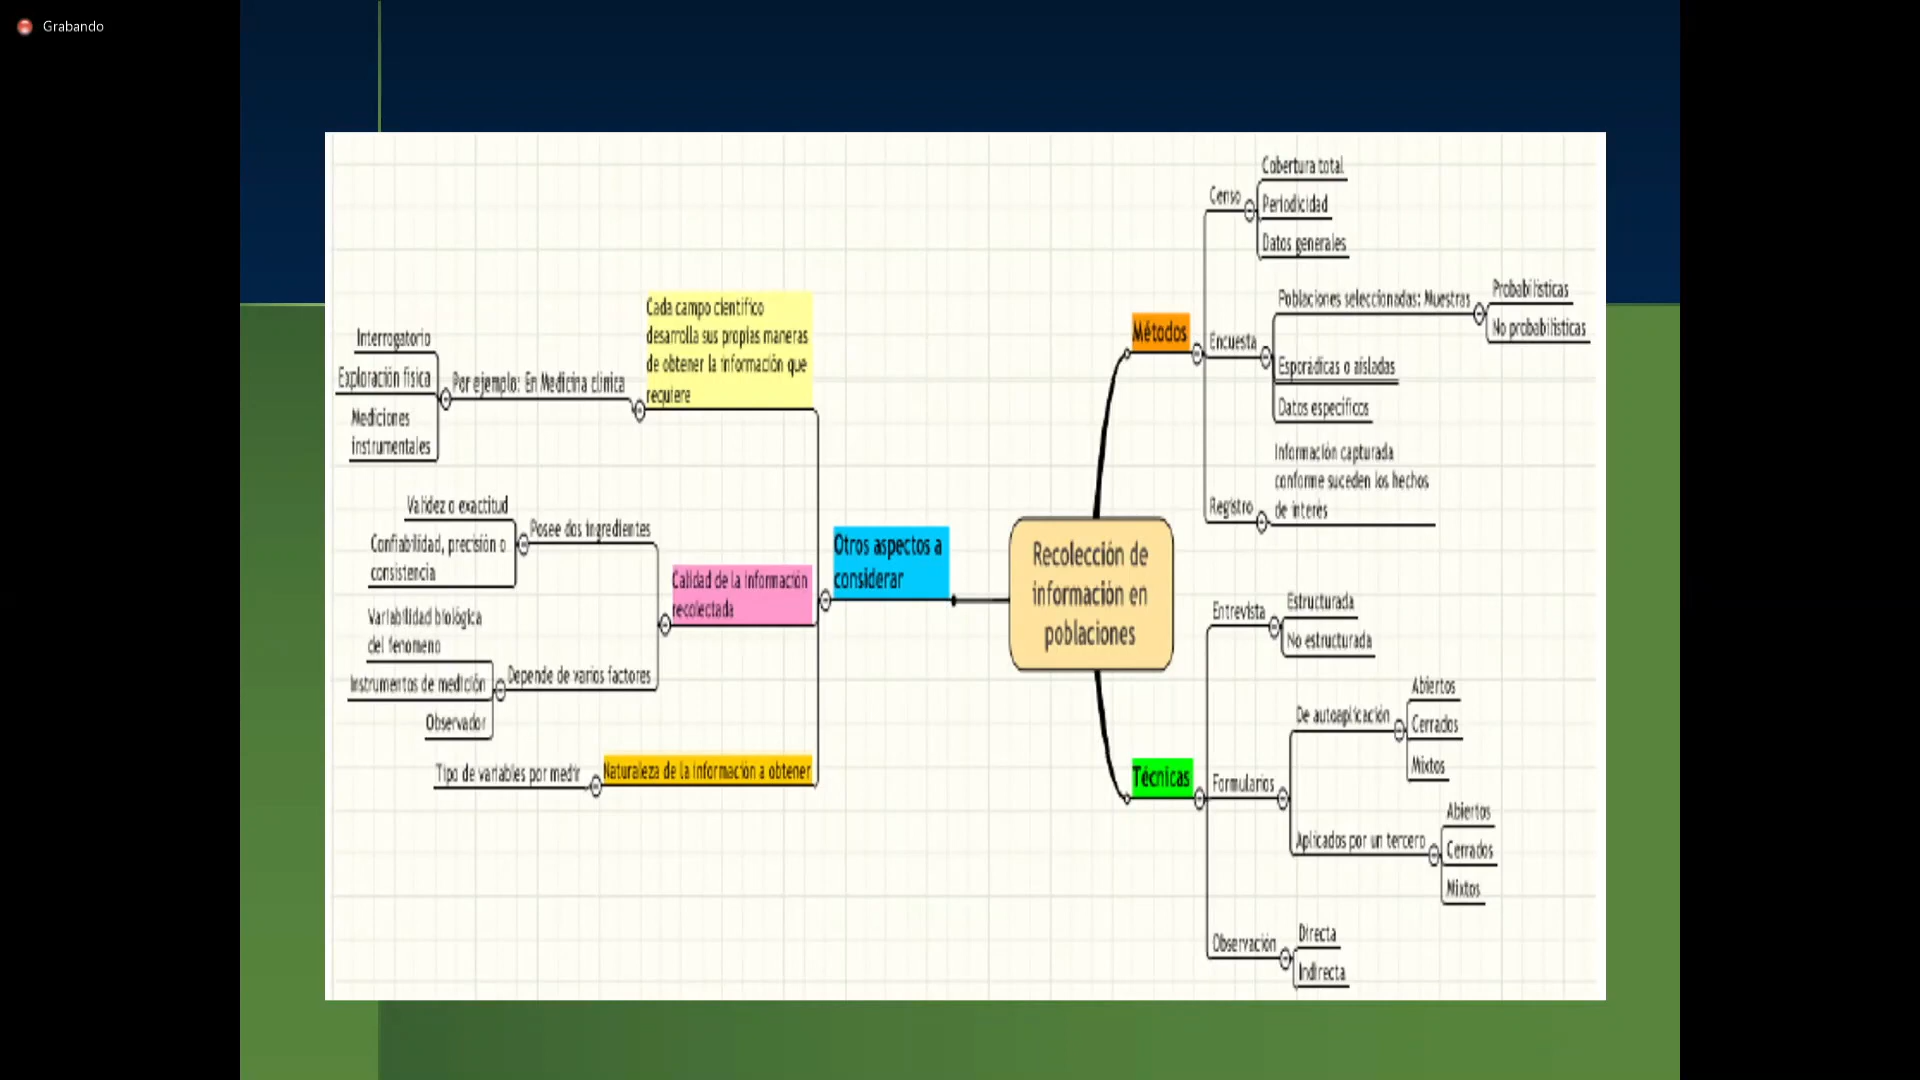 Grabando
Recolección de
información en
poblaciones
Métodos
Censo
Cobertura total
Periodicidad
Datos generales
Encuesta
Poblaciones seleccionadas: Muestras
Probabilísticas
No probabilísticas
Esporádicas o aisladas
Datos específicos
Registro
Información capturada
conforme suceden los hechos
de interés
Técnicas
Entrevista
Estructurada
No estructurada
Formularios
De autoaplicación
Abiertos
Cerrados
Mixtos
Aplicados por un tercero
Abiertos
Cerrados
Mixtos
Observación
Directa
Indirecta
Otros aspectos a
considerar
Cada campo científico
desarrolla sus propias maneras
de obtener la información que
requiere
Por ejemplo: En Medicina clínica
Interrogatorio
Exploración física
Mediciones
instrumentales
Calidad de la información
recolectada
Posee dos ingredientes
Validez o exactitud
Confiabilidad, precisión o
consistencia
Depende de varios factores
Variabilidad biológica
del fenomeno
Instrumentos de medición
Observador
Naturaleza de la información a obtener
Tipo de variables por medir